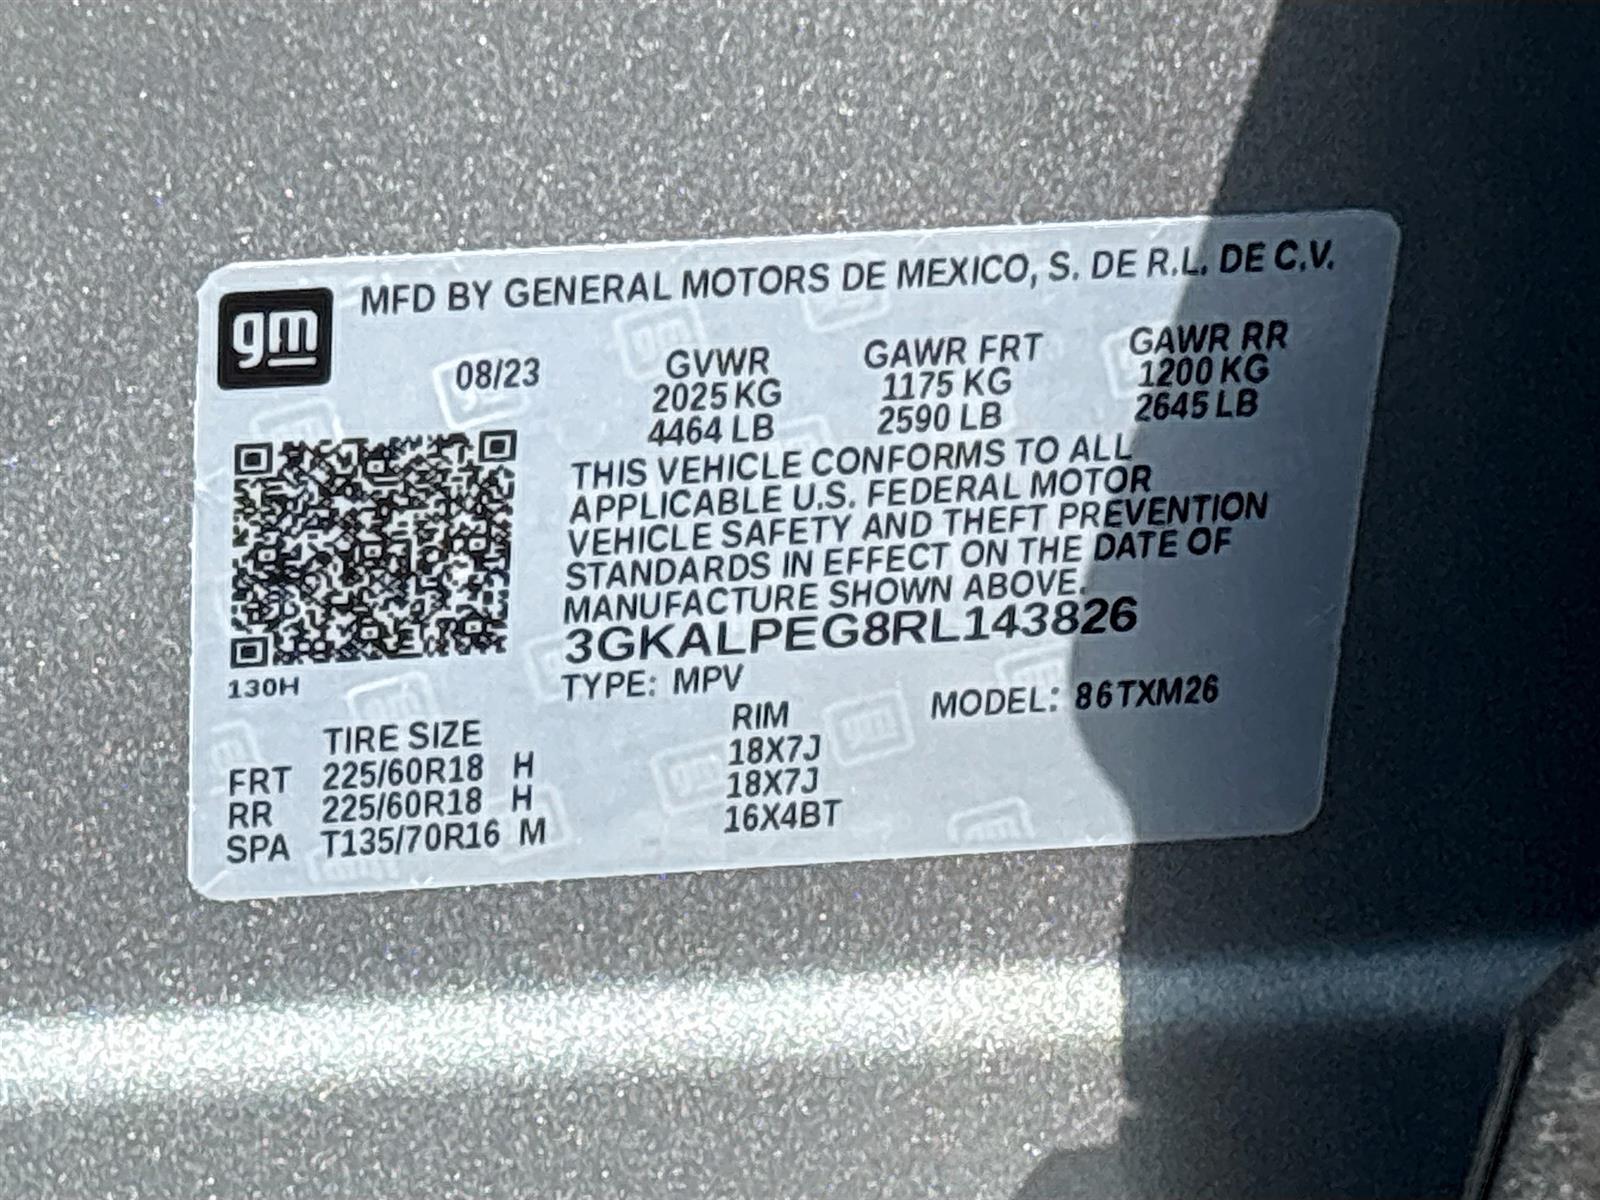 gm
MFD BY GENERAL MOTORS DE MEXICO, S. DE R.L. DE C.V.
08/23
GVWR
2025 KG
4464 LB
GAWR FRT
1175 KG
2590 LB
GAWR RR
1200 KG
2645 LB
THIS VEHICLE CONFORMS TO ALL
APPLICABLE U.S. FEDERAL MOTOR
VEHICLE SAFETY AND THEFT PREVENTION
STANDARDS IN EFFECT ON THE DATE OF
MANUFACTURE SHOWN ABOVE.
3GKALPEG8RL143826
130H
TYPE: MPV
MODEL: 86TXM26
TIRE SIZE RIM
FRT 225/60R18 H 18X7J
RR 225/60R18 H 18X7J
SPA T135/70R16 M 16X4BT